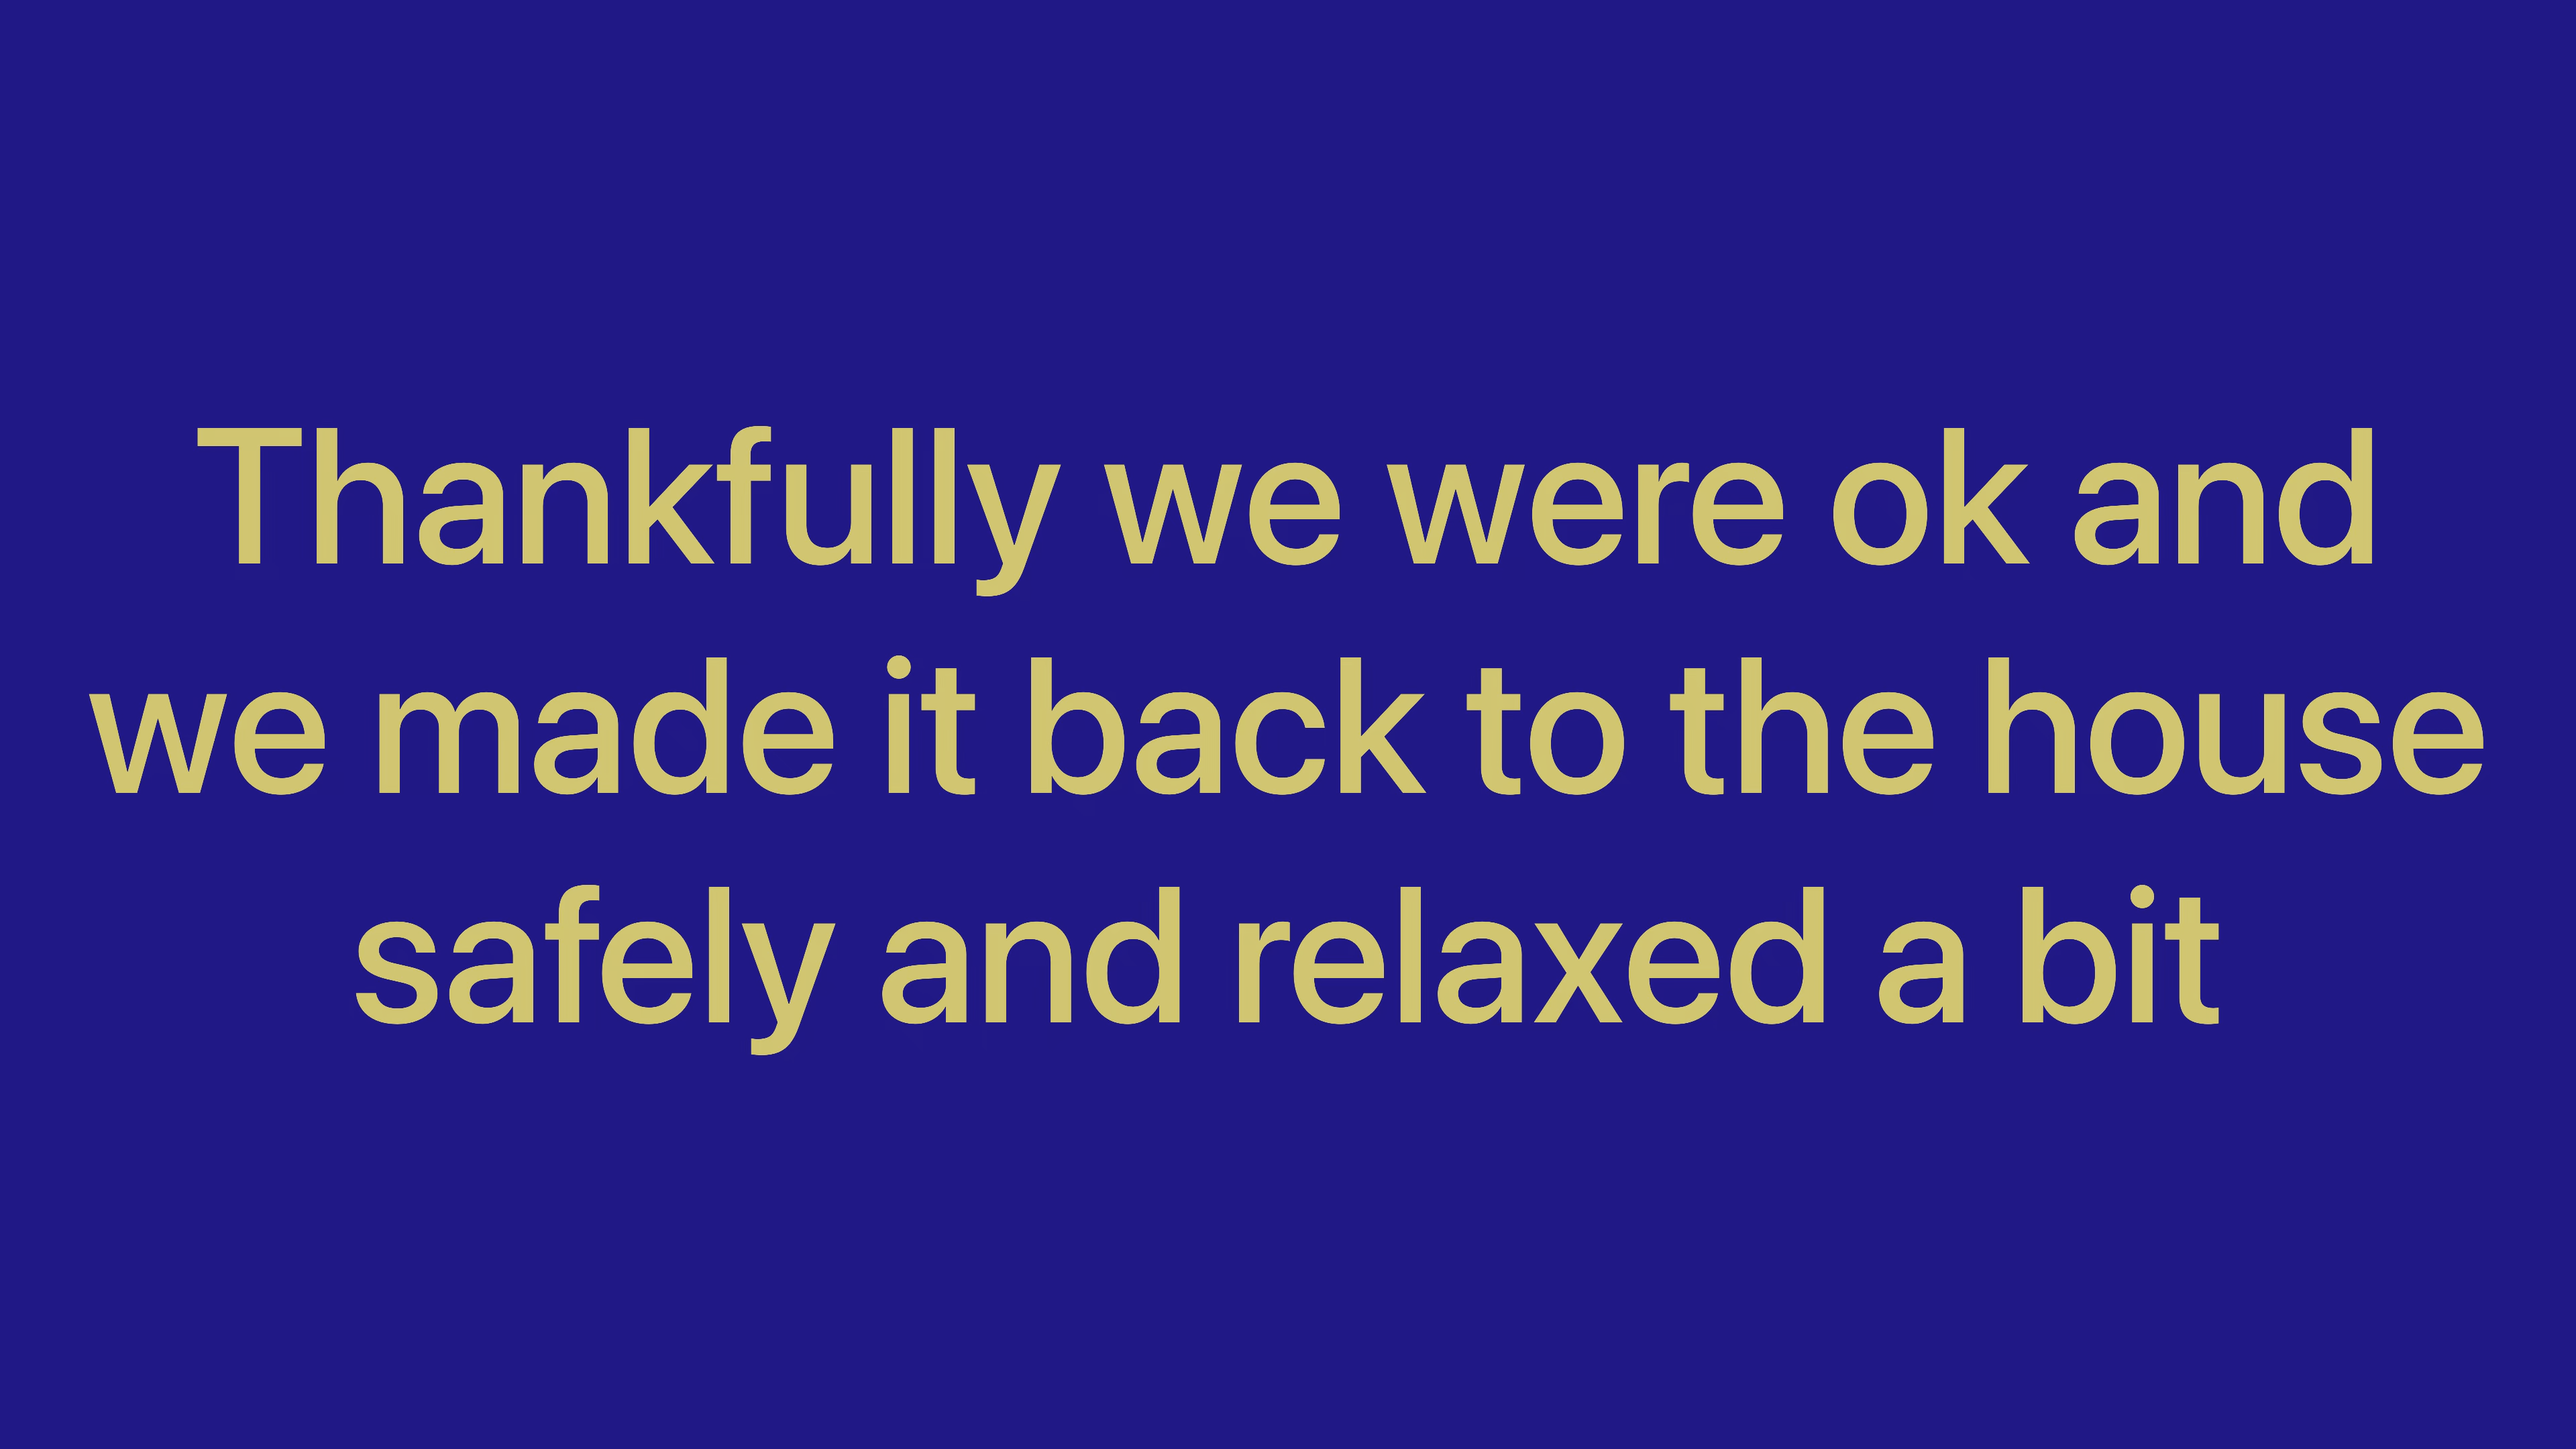 Thankfully we were ok and
we made it back to the house
safely and relaxed a bit